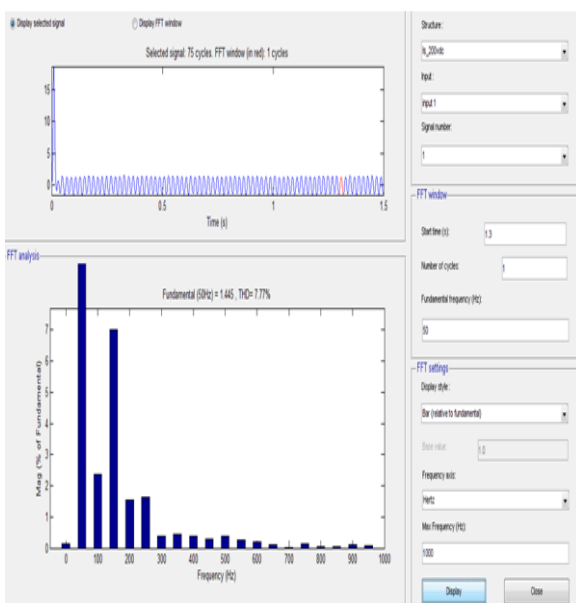 Display selected signal
Display FFT window
Selected signal: 75 cycles. FFT window (in red): 1 cycles
15
10
5
0
0
0.5
1
1.5
Time (s)
FFT analysis
Fundamental (50Hz) = 1.445 , THD= 7.77%
7
6
5
4
3
2
1
0
Mag (% of Fundamental)
0
100
200
300
400
500
600
700
800
900
1000
Frequency (Hz)
Structure :
Is_200vdc
Input :
input 1
Signal number:
1
FFT window
Start time (s):
1.3
Number of cycles:
1
Fundamental frequency (Hz):
50
FFT settings
Display style :
Bar (relative to fundamental)
Base value:
1.0
Frequency axis:
Hertz
Max Frequency (Hz):
1000
Display
Close